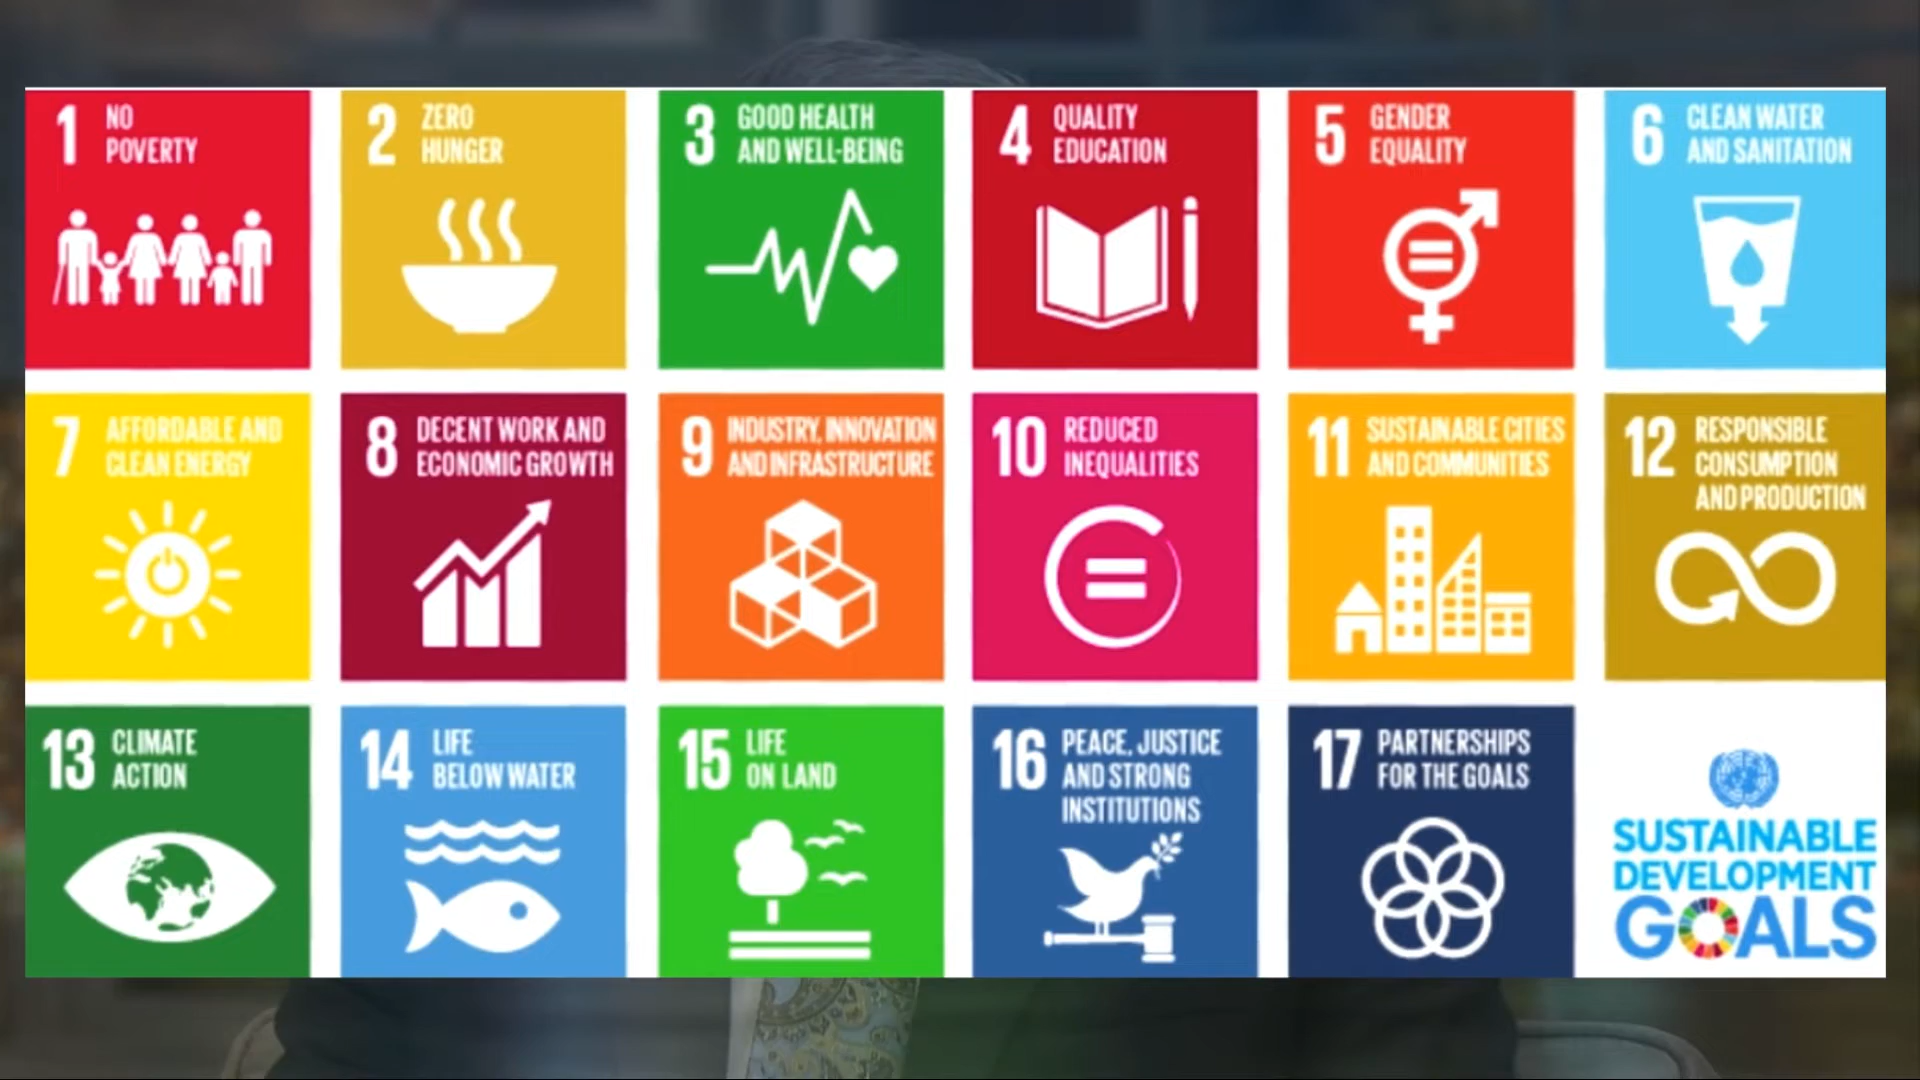 1 NO
POVERTY
2 ZERO
HUNGER
3 GOOD HEALTH
AND WELL-BEING
4 QUALITY
EDUCATION
5 GENDER
EQUALITY
6 CLEAN WATER
AND SANITATION
7 AFFORDABLE AND
CLEAN ENERGY
8 DECENT WORK AND
ECONOMIC GROWTH
9 INDUSTRY, INNOVATION
AND INFRASTRUCTURE
10 REDUCED
INEQUALITIES
11 SUSTAINABLE CITIES
AND COMMUNITIES
12 RESPONSIBLE
CONSUMPTION
AND PRODUCTION
13 CLIMATE
ACTION
14 LIFE
BELOW WATER
15 LIFE
ON LAND
16 PEACE, JUSTICE
AND STRONG
INSTITUTIONS
17 PARTNERSHIPS
FOR THE GOALS
SUSTAINABLE
DEVELOPMENT
GOALS